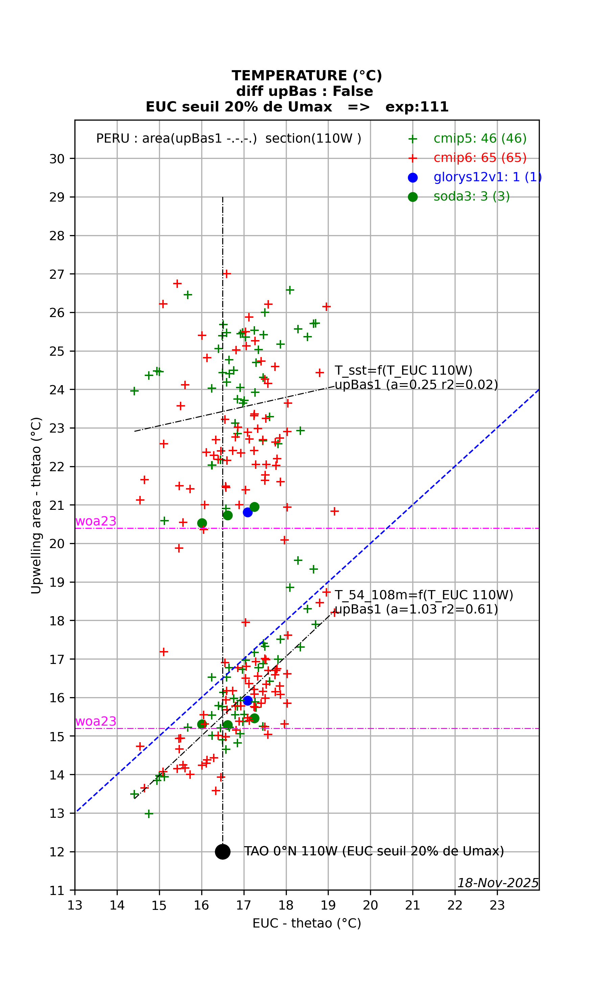 TEMPERATURE (°C)
diff upBas : False
EUC seuil 20% de Umax   =>   exp:111
PERU : area(upBas1 -.-.-.)  section(110W )
cmip5: 46 (46)
cmip6: 65 (65)
glorys12v1: 1 (1)
soda3: 3 (3)
30
29
28
27
26
25
24
23
22
21
20
19
18
17
16
15
14
13
12
11
Upwelling area - thetao (°C)
T_sst=f(T_EUC 110W)
upBas1 (a=0.25 r2=0.02)
woa23
T_54_108m=f(T_EUC 110W)
upBas1 (a=1.03 r2=0.61)
woa23
TAO 0°N 110W (EUC seuil 20% de Umax)
18-Nov-2025
13 14 15 16 17 18 19 20 21 22 23
EUC - thetao (°C)